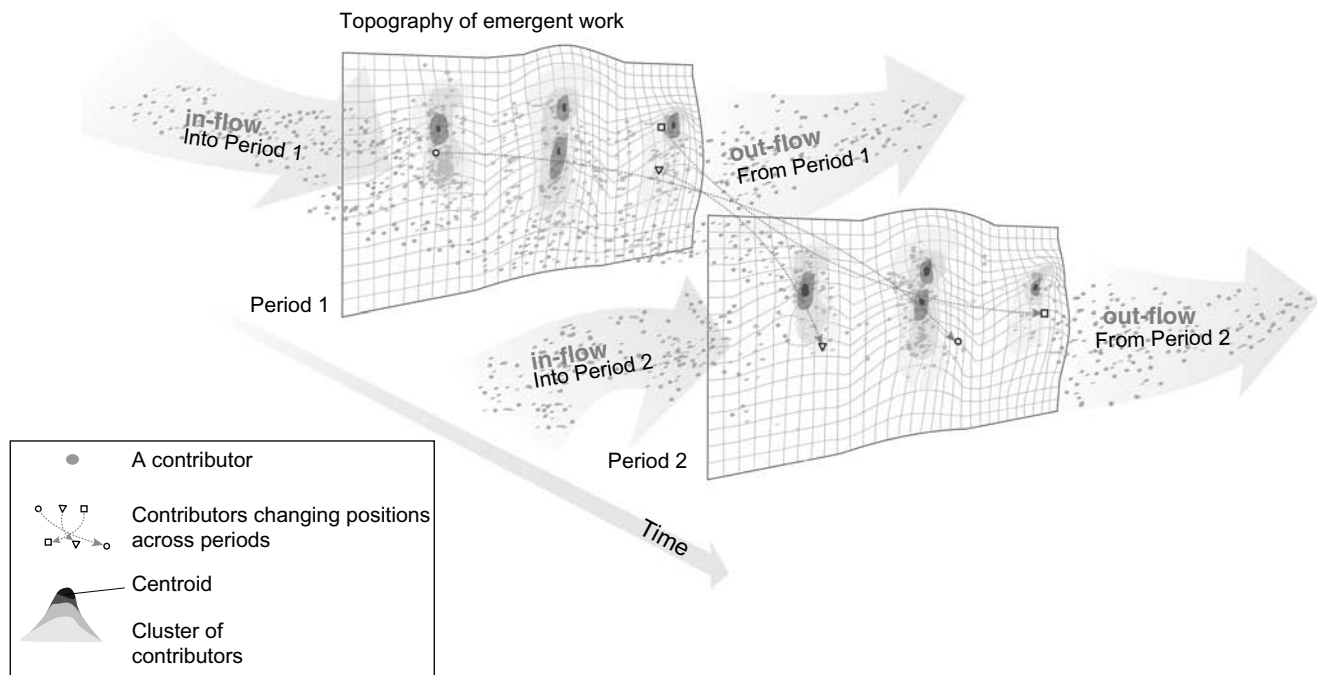 Topography of emergent work
in-flow
Into Period 1
out-flow
From Period 1
Period 1
in-flow
Into Period 2
out-flow
From Period 2
Period 2
Time
A contributor
Contributors changing positions
across periods
Centroid
Cluster of
contributors